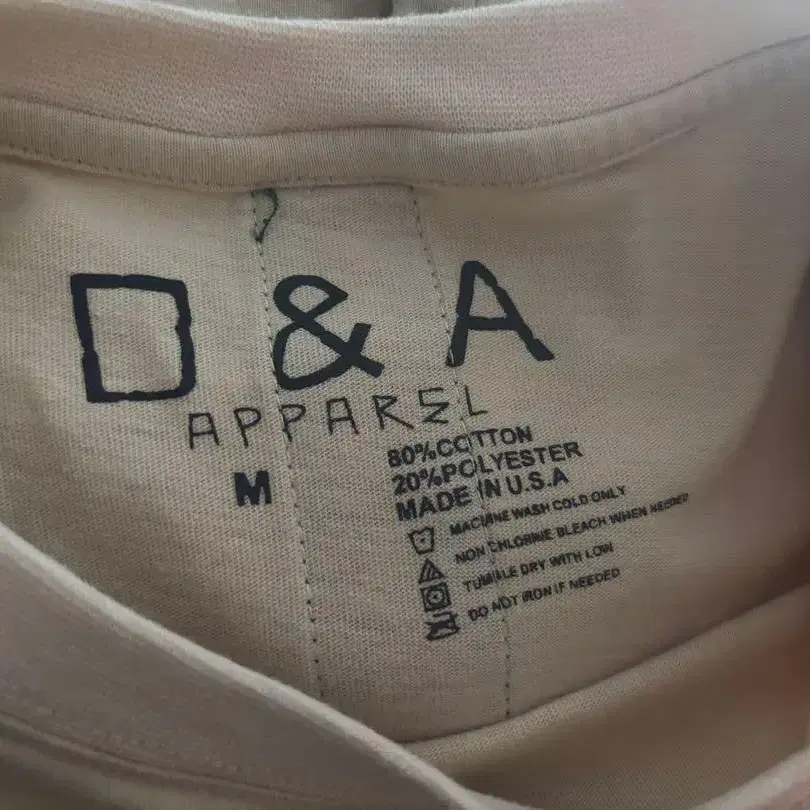 D & A
APPAREL
M
80%COTTON
20%POLYESTER
MADE IN U.S.A
MACHINE WASH COLD ONLY
NON CHLORINE BLEACH WHEN NEEDED
TUMBLE DRY WITH LOW
DO NOT IRON IF NEEDED